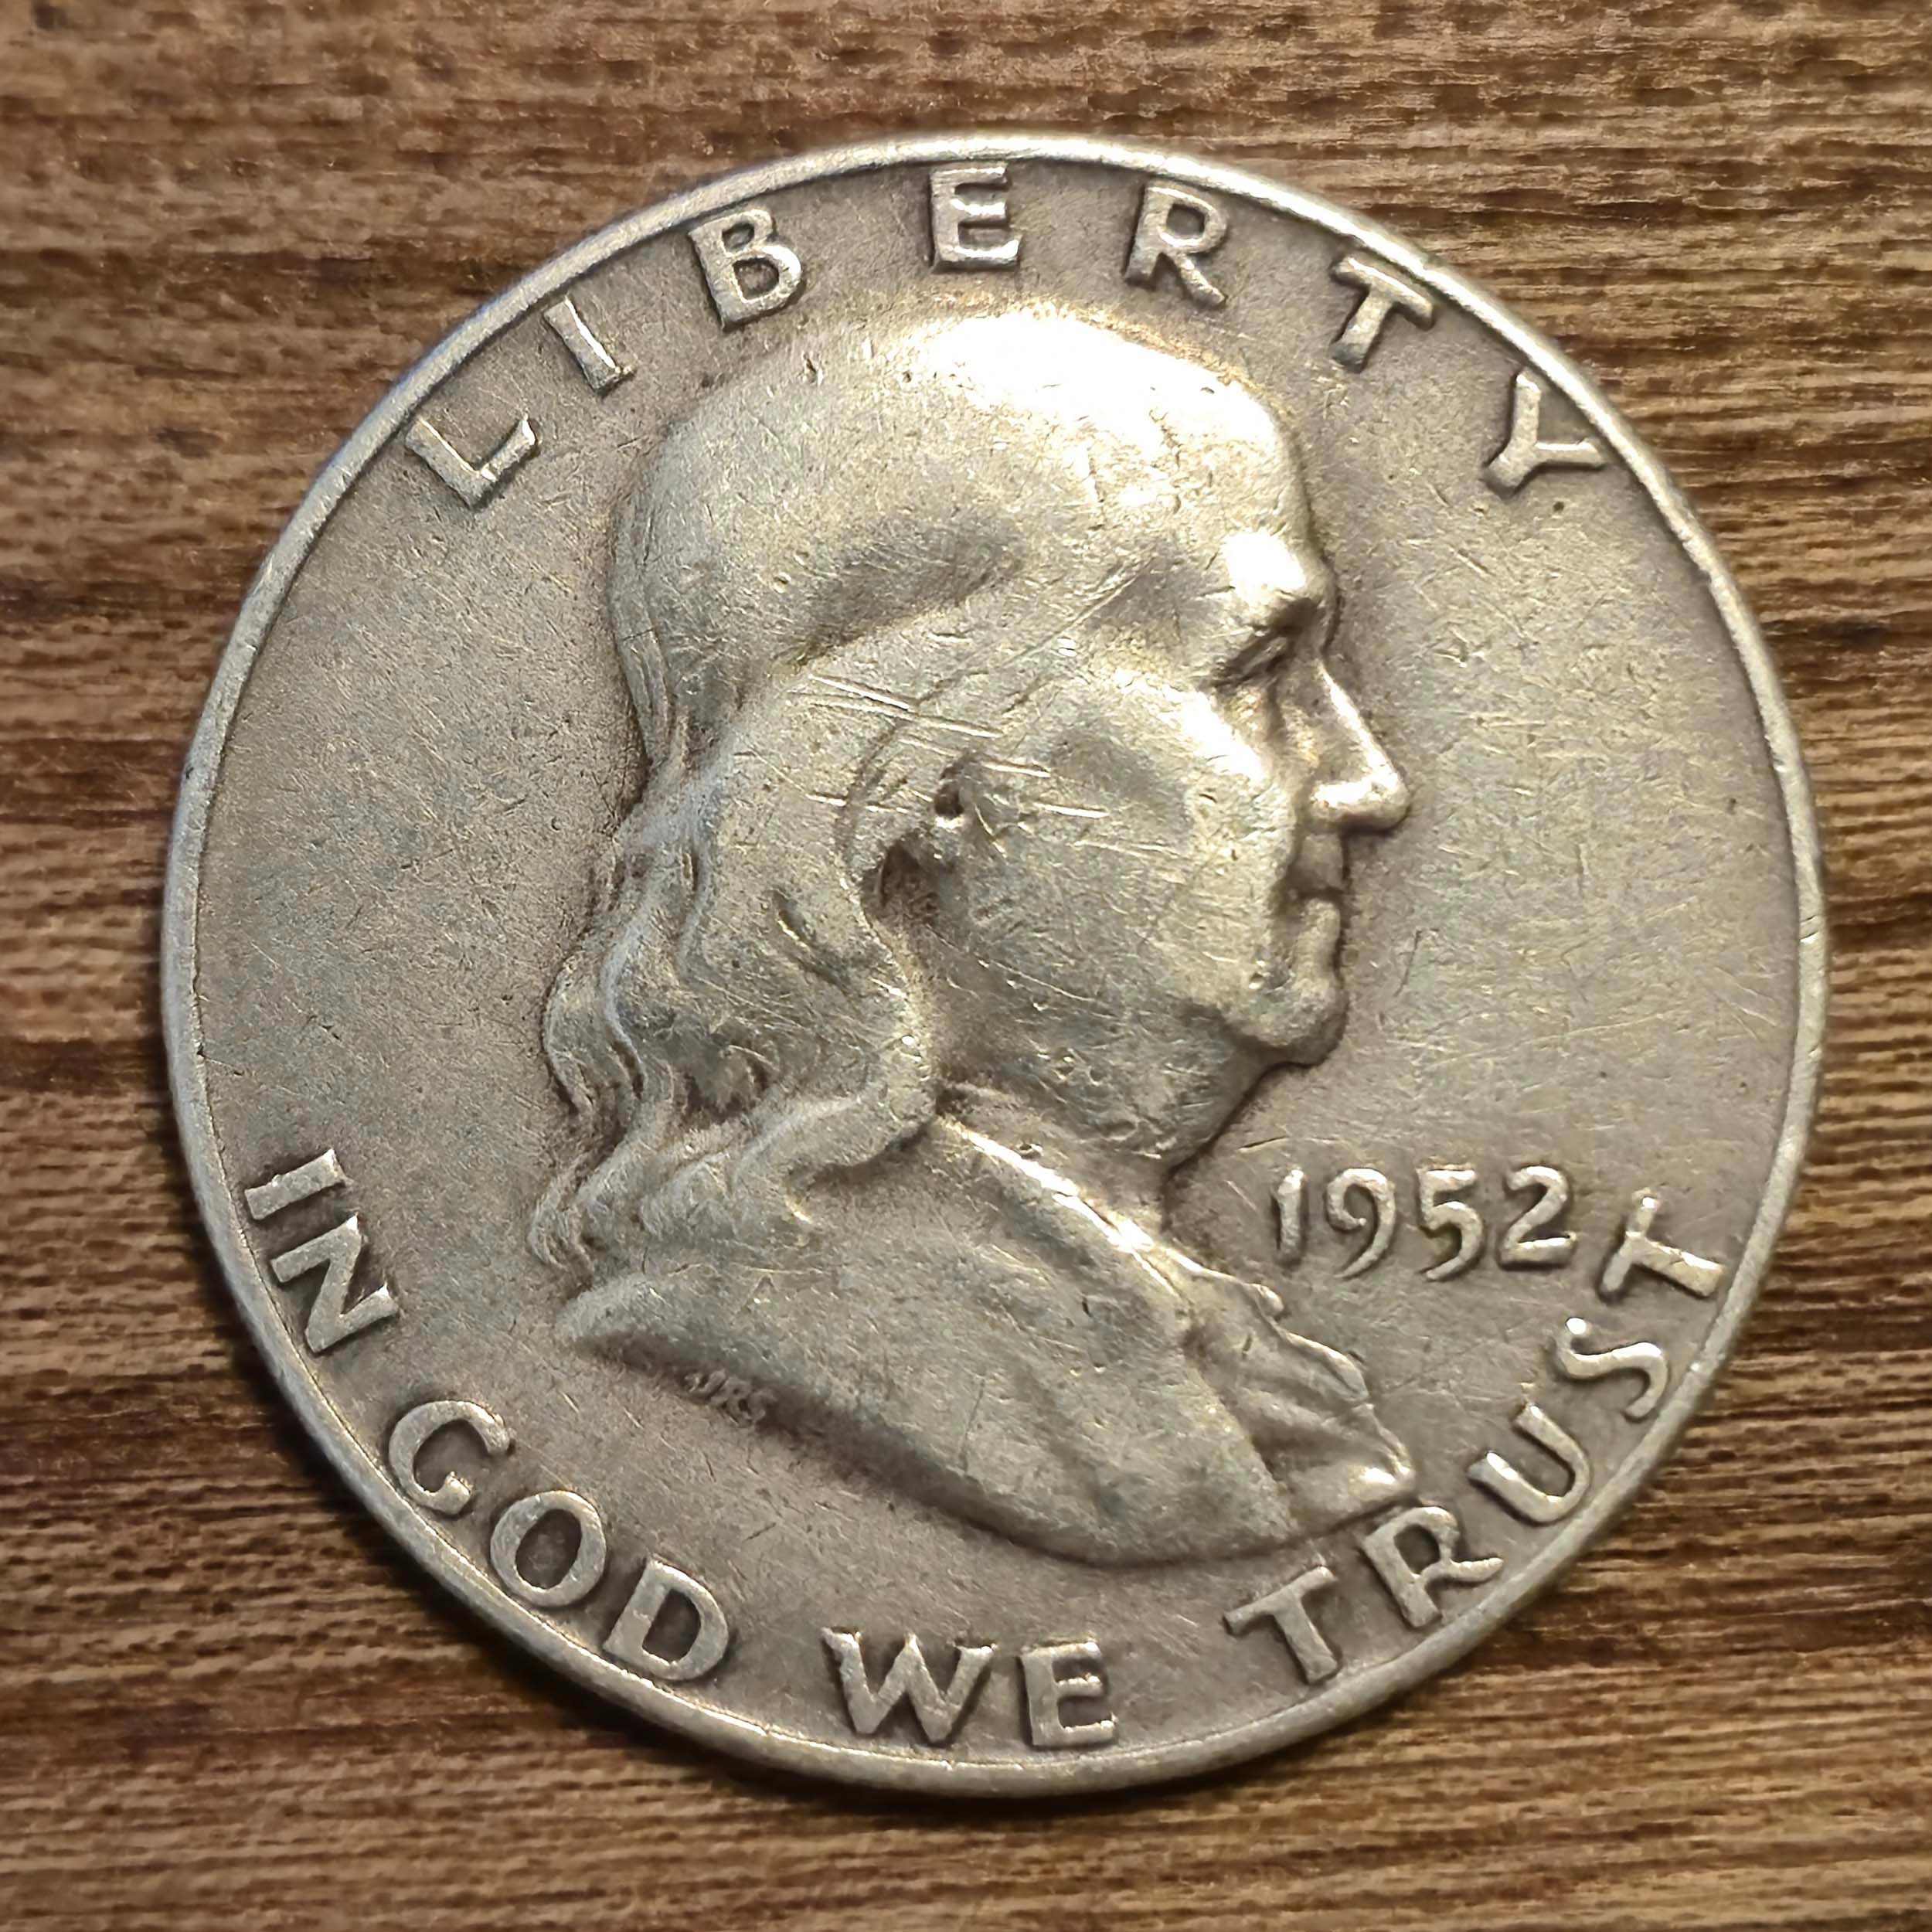 LIBERTY
1952
JRS
IN GOD WE TRUST